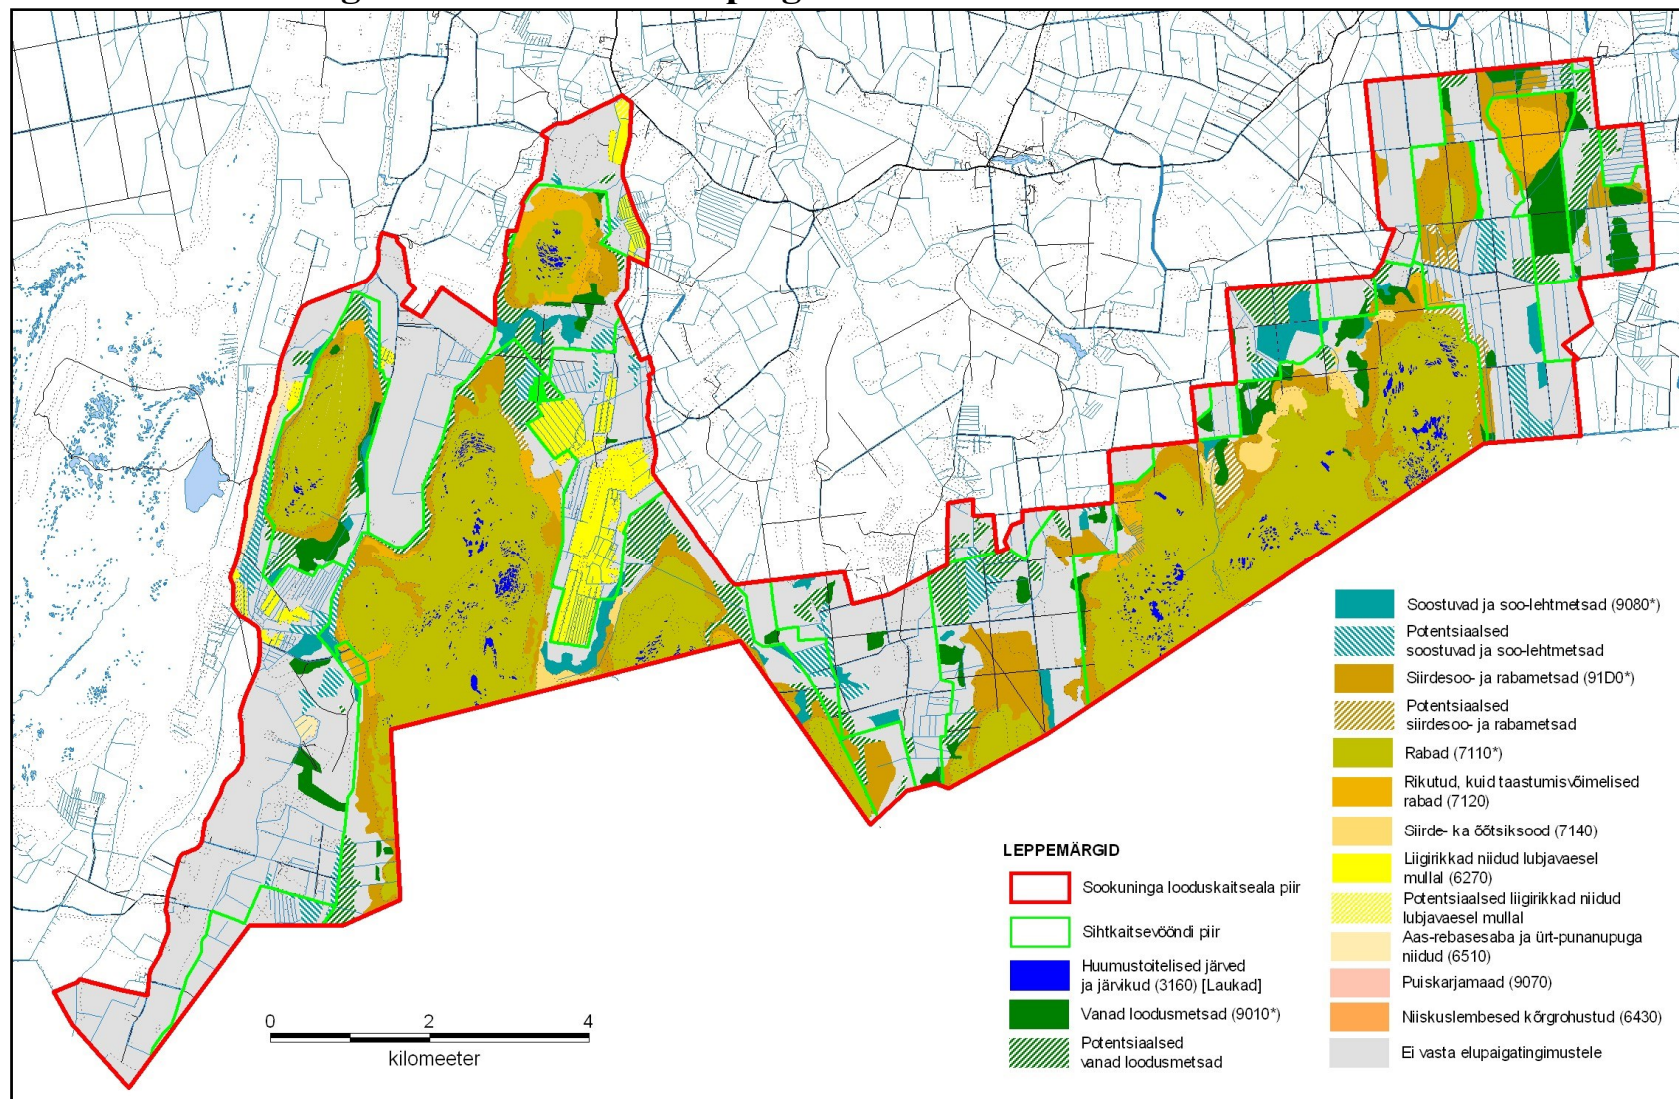 LEPPEMÄRGID
Sookuninga looduskaitseala piir
Sihtkaitsevööndi piir
Huumustoitelised järved
ja järvikud (3160) [Laukad]
Vanad loodusmetsad (9010*)
Potentsiaalsed
vanad loodusmetsad
Soostuvad ja soo-lehtmetsad (9080*)
Potentsiaalsed
soostuvad ja soo-lehtmetsad
Siirdesoo- ja rabametsad (91D0*)
Potentsiaalsed
siirdesoo- ja rabametsad
Rabad (7110*)
Rikutud, kuid taastumisvõimelised
rabad (7120)
Siirde- ka õõtsiksood (7140)
Liigirikkad niidud lubjavaesel
mullal (6270)
Potentsiaalsed liigirikkad niidud
lubjavaesel mullal
Aas-rebasesaba ja ürt-punanupuga
niidud (6510)
Puiskarjamaad (9070)
Niiskuslembesed kõrgrohustud (6430)
Ei vasta elupaigatingimustele
0 2 4
kilomeeter